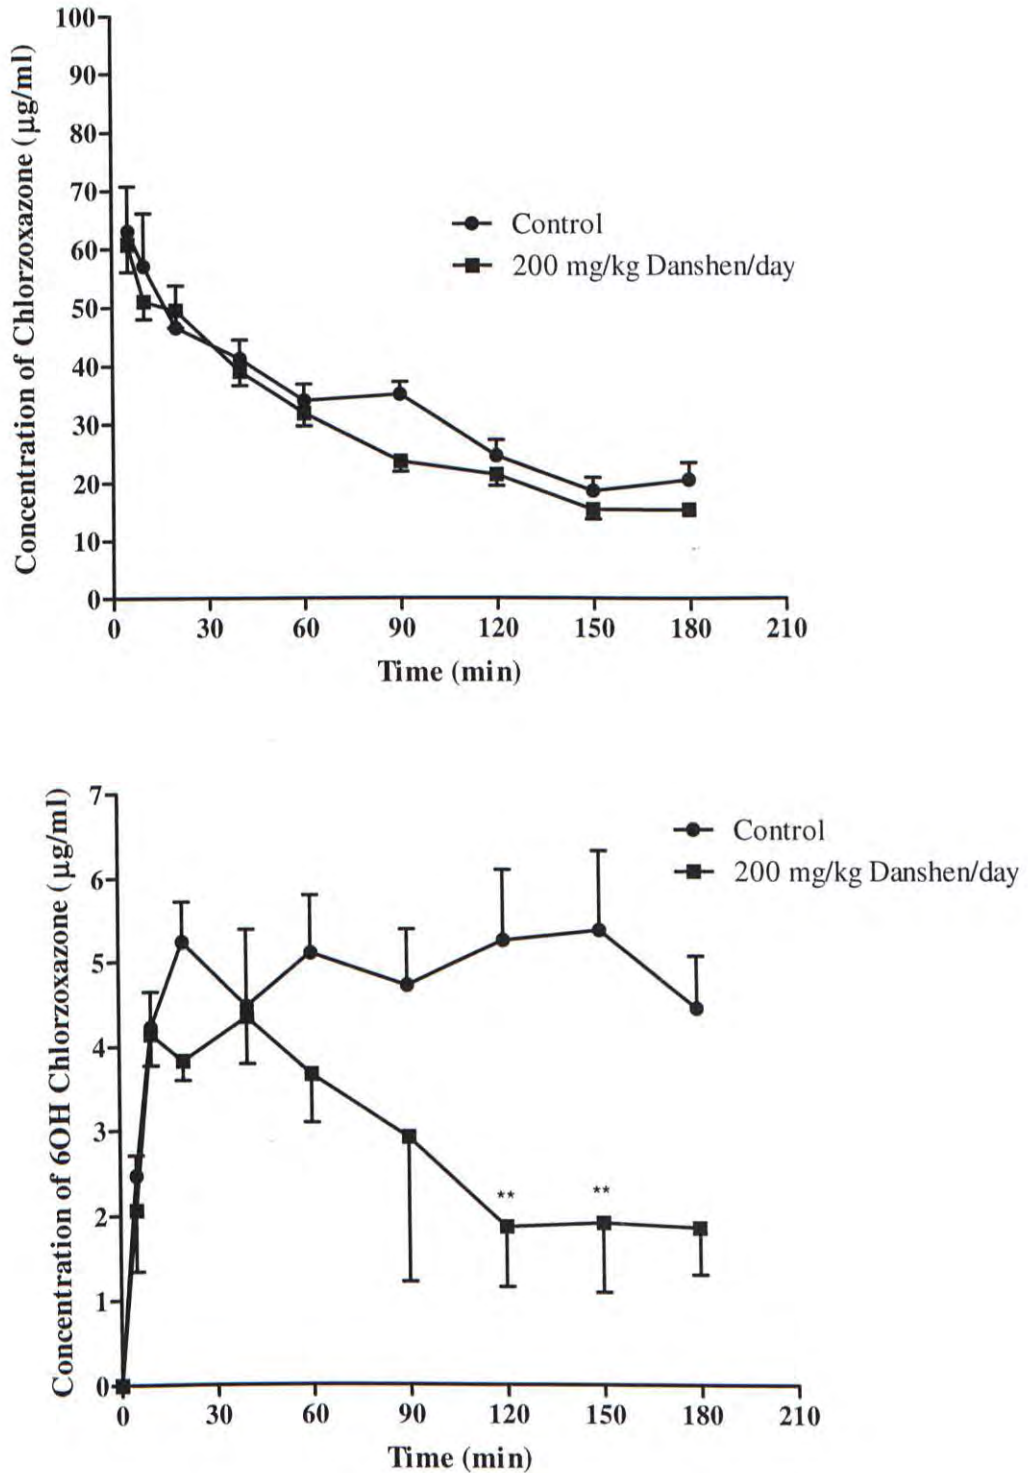 Concentration of Chlorzoxazone (µg/ml)
100
90
80
70
60
50
40
30
20
10
0
Control
200 mg/kg Danshen/day
0 30 60 90 120 150 180 210
Time (min)
Concentration of 6OH Chlorzoxazone (µg/ml)
7
6
5
4
3
2
1
0
Control
200 mg/kg Danshen/day
** **
0 30 60 90 120 150 180 210
Time (min)